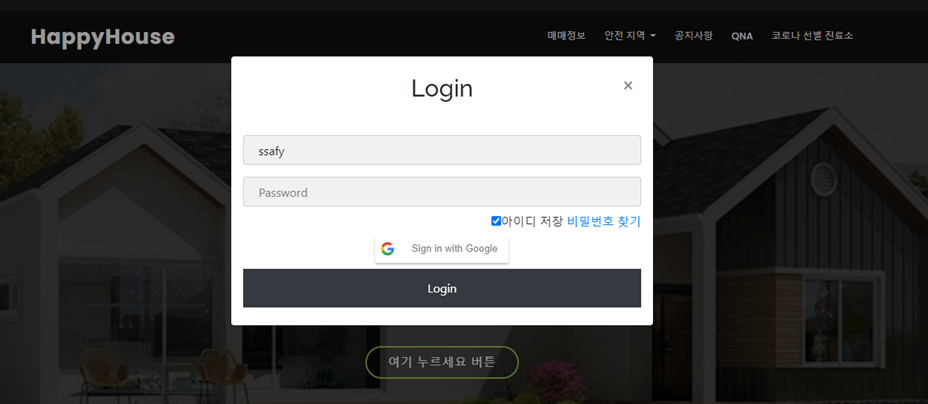 HappyHouse 매매정보 안전 지역 공지사항 QNA 코로나 선별 진료소
Login ×
ssafy
Password
아이디 저장 비밀번호 찾기
Sign in with Google
Login
여기 누르세요 버튼